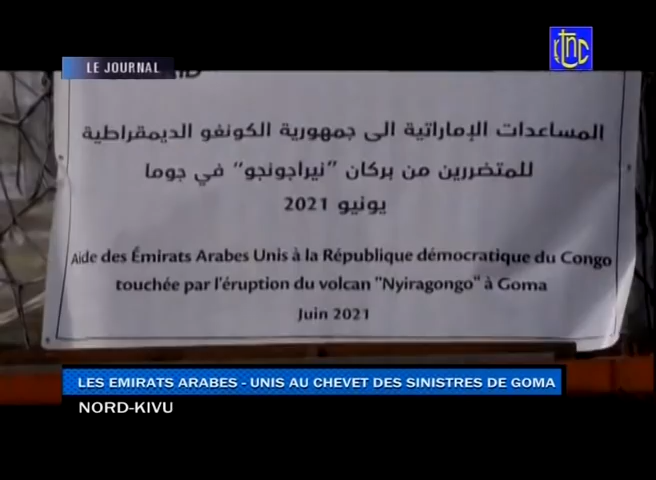 RTNC
LE JOURNAL
المساعدات الإماراتية الى جمهورية الكونغو الديمقراطية
للمتضررين من بركان "نيراجونجو" في جوما
يونيو 2021
Aide des Émirats Arabes Unis à la République démocratique du Congo
touchée par l'éruption du volcan "Nyiragongo" à Goma
Juin 2021
LES EMIRATS ARABES - UNIS AU CHEVET DES SINISTRES DE GOMA
NORD-KIVU